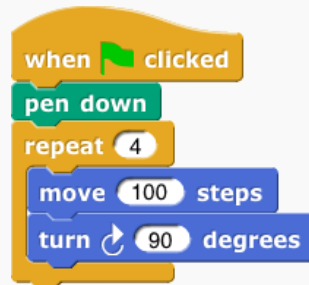 when clicked
pen down
repeat 4
move 100 steps
turn 90 degrees